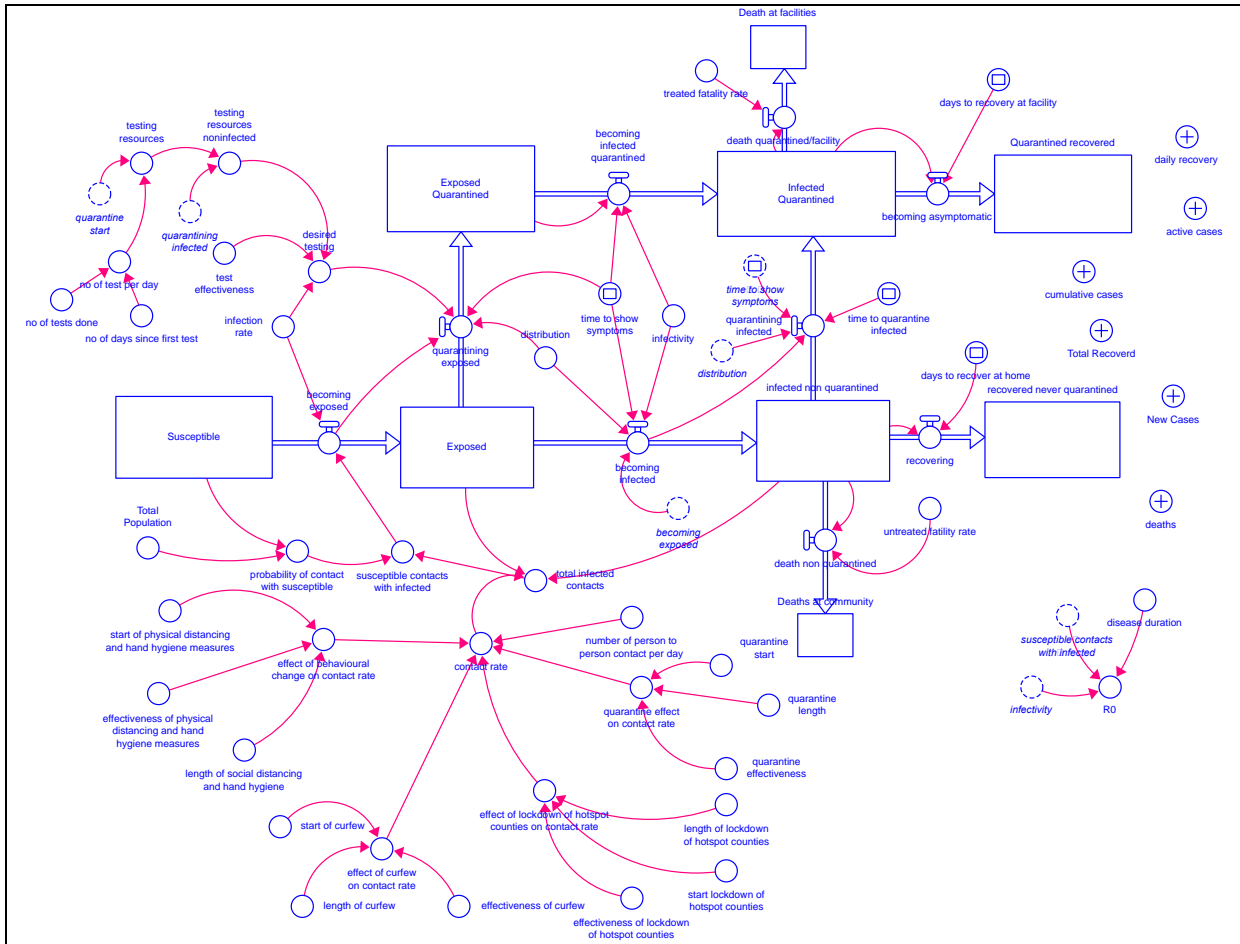 Death at facilities
treated fatality rate
days to recovery at facility
testing
resources
testing
resources
noninfected
becoming
infected
quarantined
death quarantined/facility
Quarantined recovered
daily recovery
Exposed
Quarantined
Infected
Quarantined
quarantine
start
quarantining
infected
becoming asymptomatic
active cases
desired
testing
no of test per day
test
effectiveness
time to show
symptoms
cumulative cases
no of tests done
no of days since first test
infection
rate
distribution
time to show
symptoms
infectivity
quarantining
infected
time to quarantine
infected
Total Recoverd
quarantining
exposed
distribution
days to recover at home
becoming
exposed
infected non quarantined
recovered never quarantined
New Cases
Susceptible
Exposed
becoming
infected
recovering
Total
Population
becoming
exposed
untreated fatility rate
deaths
probability of contact
with susceptible
susceptible contacts
with infected
total infected
contacts
death non quarantined
Deaths at community
start of physical distancing
and hand hygiene measures
effect of behavioural
change on contact rate
contact rate
number of person to
person contact per day
quarantine
start
susceptible contacts
with infected
disease duration
effectiveness of physical
distancing and hand
hygiene measures
quarantine effect
on contact rate
quarantine
length
infectivity
R0
length of social distancing
and hand hygiene
quarantine
effectiveness
start of curfew
effect of lockdown of hotspot
counties on contact rate
length of lockdown
of hotspot counties
effect of curfew
on contact rate
length of curfew
effectiveness of curfew
effectiveness of lockdown
of hotspot counties
start lockdown of
hotspot counties